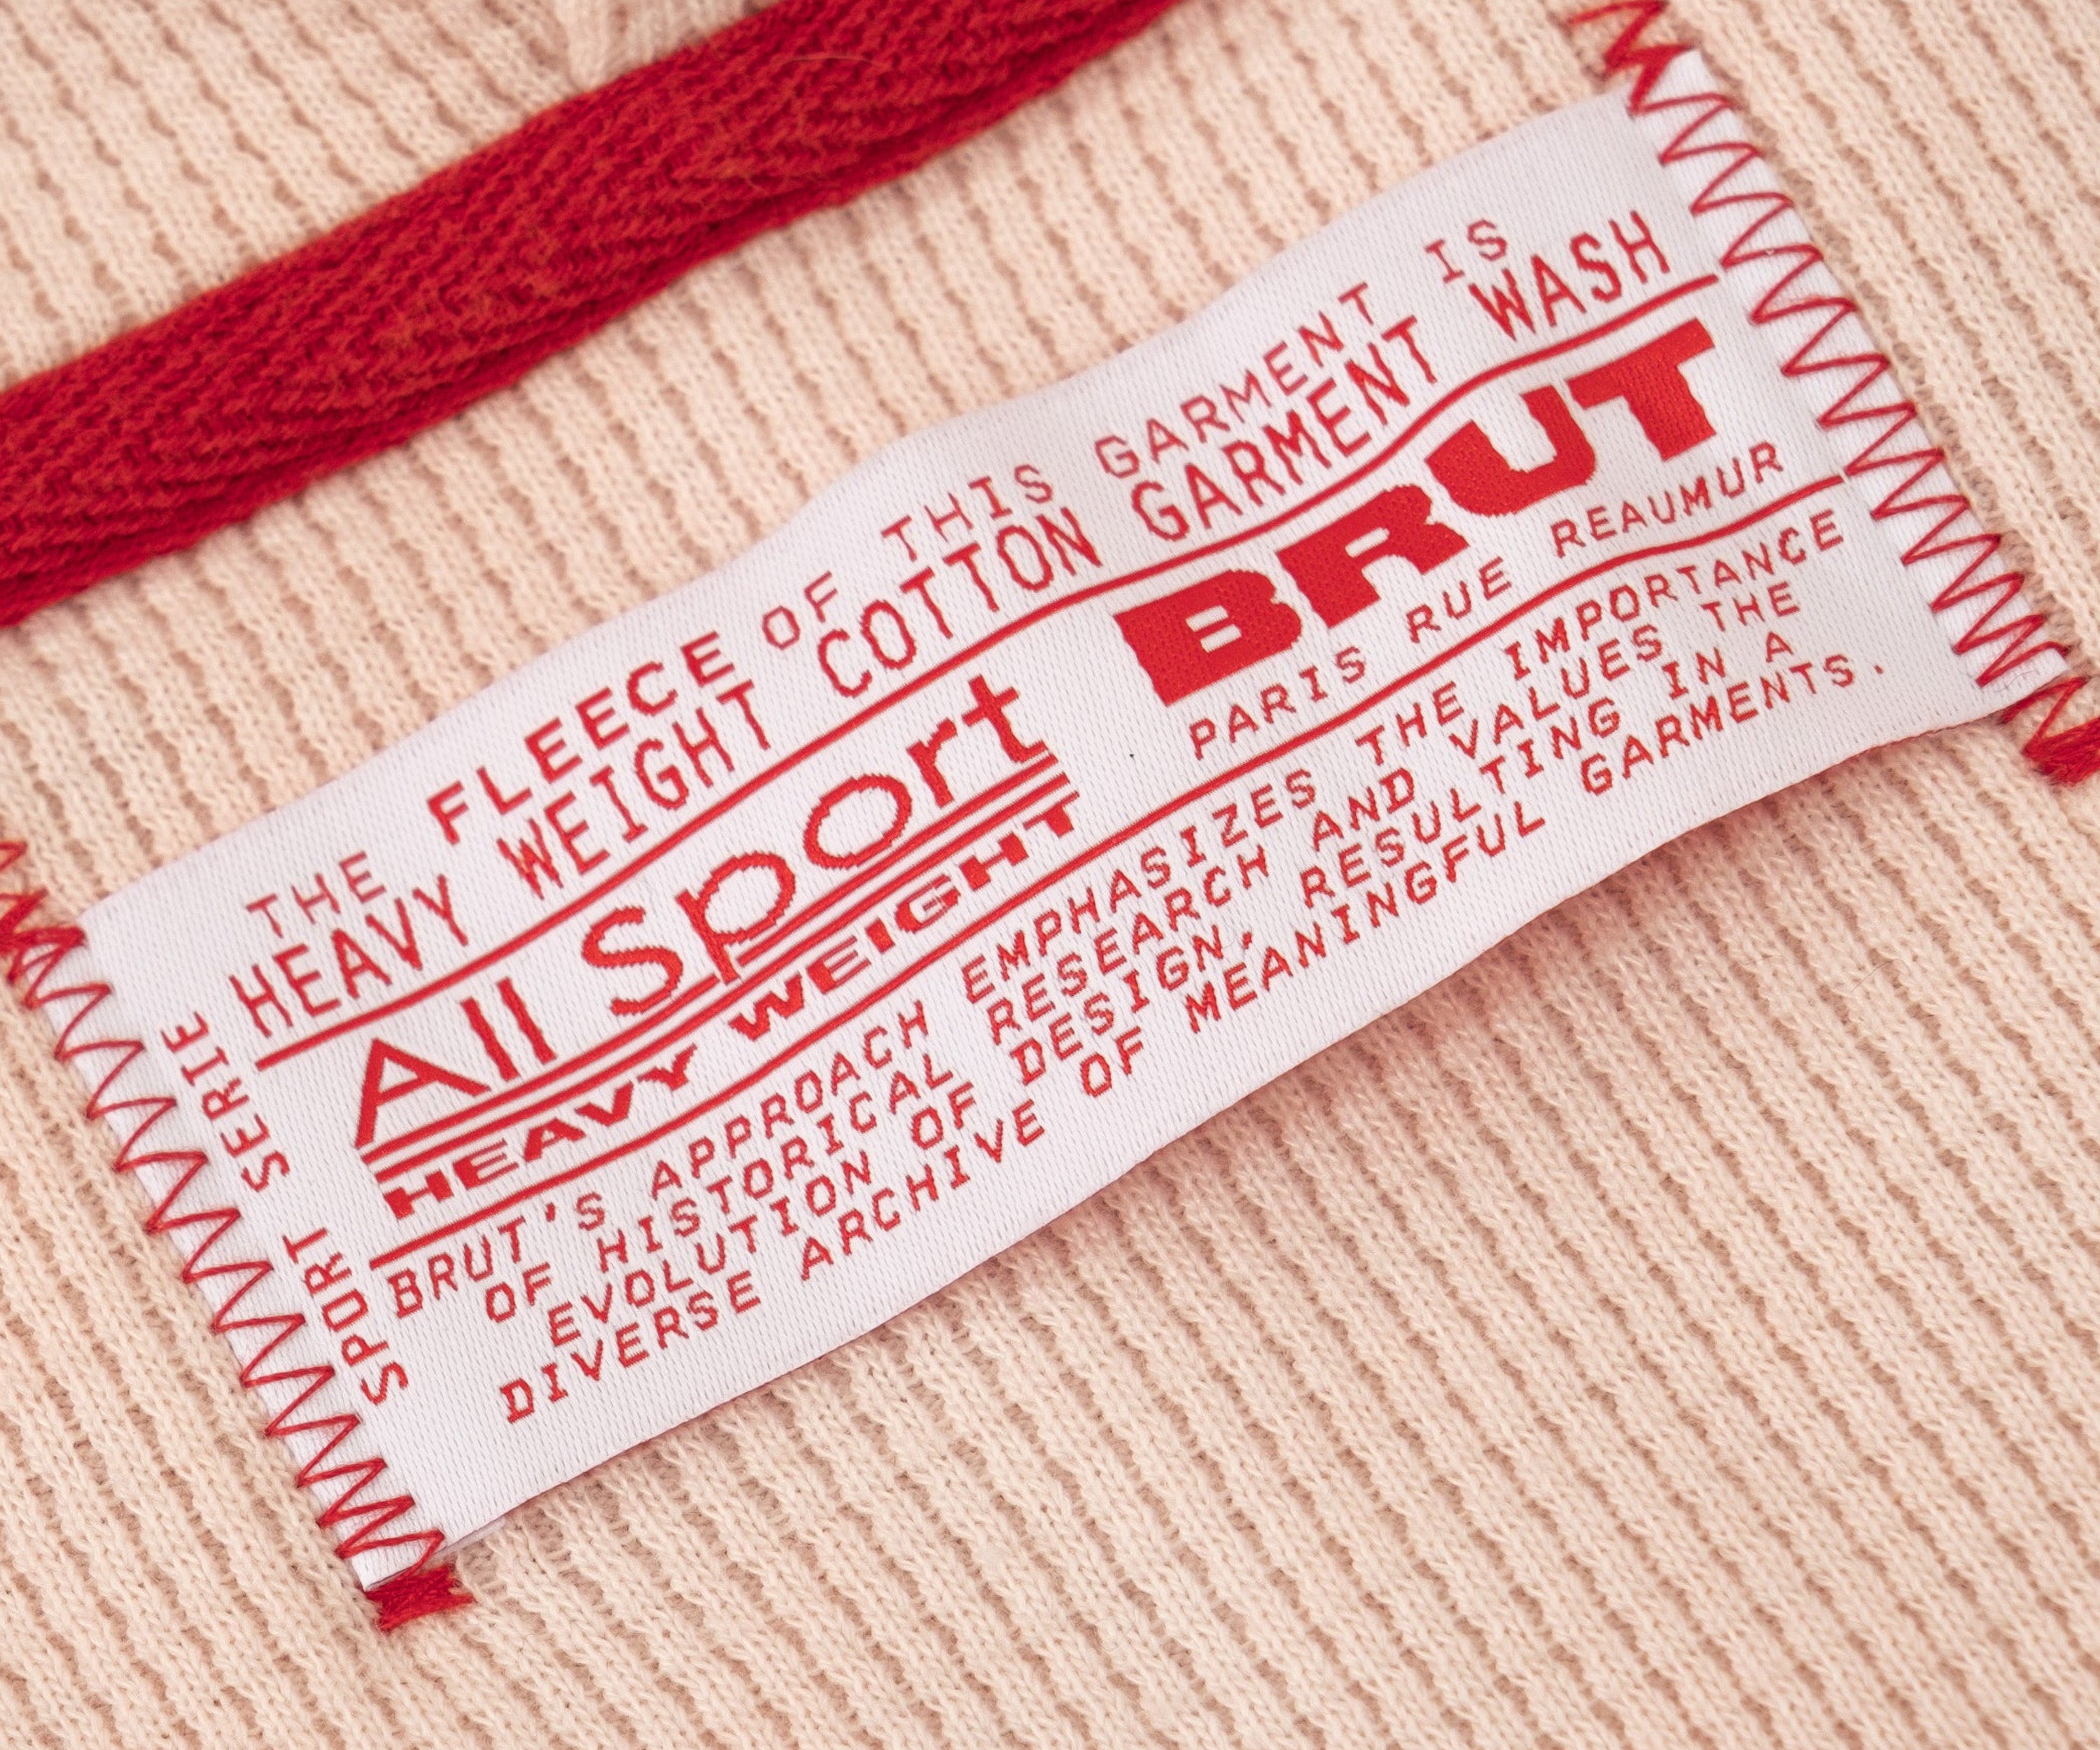 THE FLEECE OF THIS GARMENT IS
HEAVY WEIGHT COTTON GARMENT WASH
SPORT SERIE
All Sport
HEAVY WEIGHT
BRUT
PARIS RUE REAUMUR
BRUT'S APPROACH EMPHASIZES THE IMPORTANCE
OF HISTORICAL RESEARCH AND VALUES THE
EVOLUTION OF DESIGN, RESULTING IN A
DIVERSE ARCHIVE OF MEANINGFUL GARMENTS.